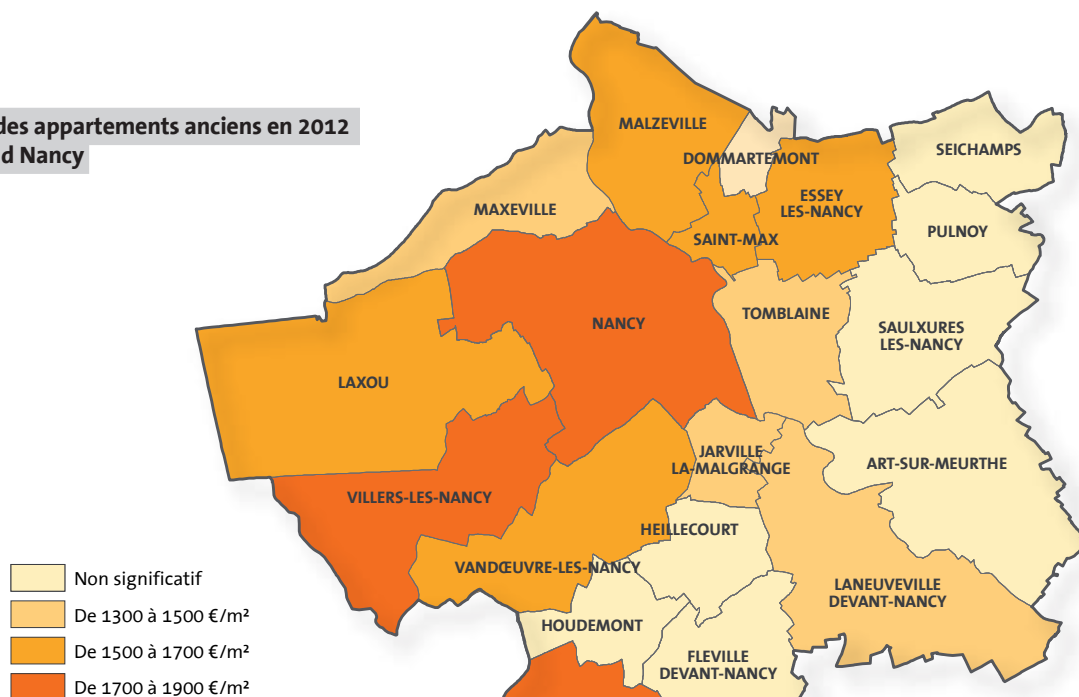 des appartements anciens en 2012
d Nancy
MALZEVILLE
DOMMARTEMONT
SEICHAMPS
MAXEVILLE
ESSEY
LES-NANCY
SAINT-MAX
PULNOY
NANCY
TOMBLAINE
SAULXURES
LES-NANCY
LAXOU
JARVILLE
LA-MALGRANGE
ART-SUR-MEURTHE
VILLERS-LES-NANCY
HEILLECOURT
VANDŒUVRE-LES-NANCY
LANEUVEVILLE
DEVANT-NANCY
HOUDEMONT
FLEVILLE
DEVANT-NANCY
Non significatif
De 1300 à 1500 €/m²
De 1500 à 1700 €/m²
De 1700 à 1900 €/m²